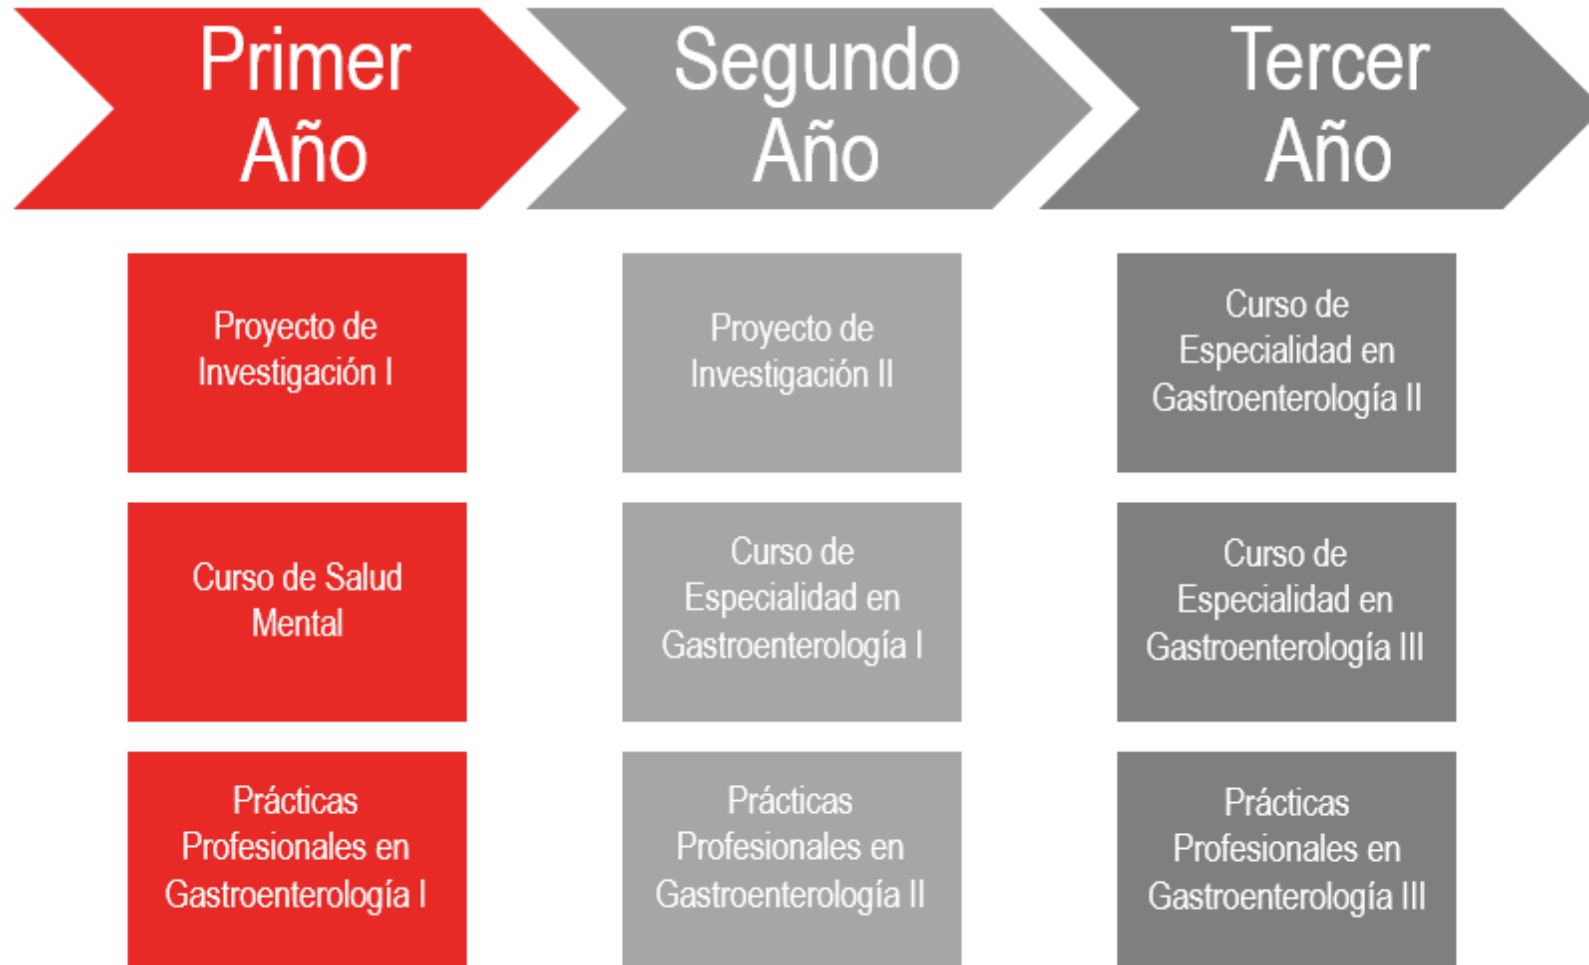 Primer
Año
Segundo
Año
Tercer
Año
Proyecto de
Investigación I
Proyecto de
Investigación II
Curso de
Especialidad en
Gastroenterología II
Curso de Salud
Mental
Curso de
Especialidad en
Gastroenterología I
Curso de
Especialidad en
Gastroenterología III
Prácticas
Profesionales en
Gastroenterología I
Prácticas
Profesionales en
Gastroenterología II
Prácticas
Profesionales en
Gastroenterología III